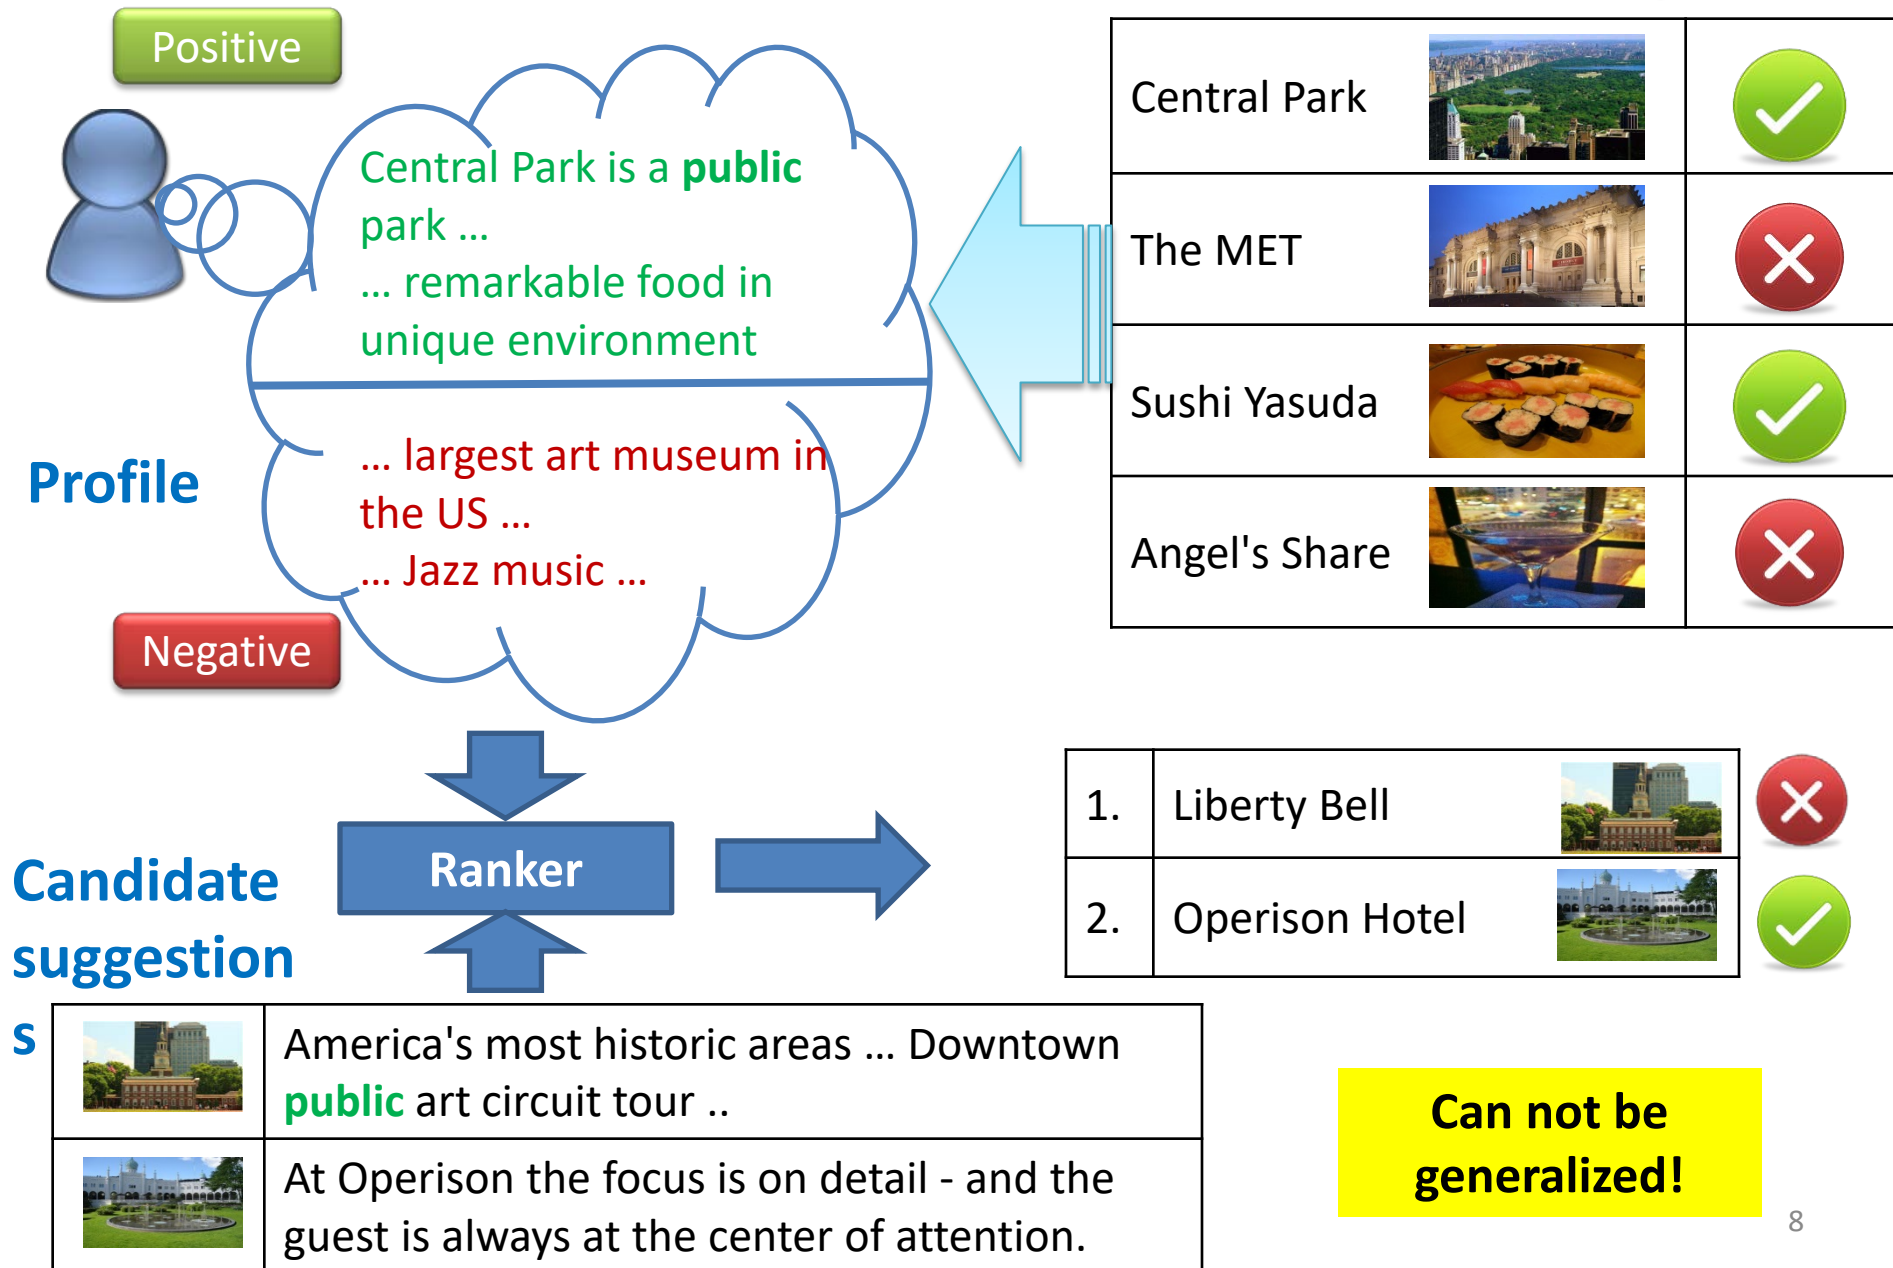 Positive
Central Park is a public
park ...
... remarkable food in
unique environment
... largest art museum in
the US ...
... Jazz music ...
Profile
Negative
Central Park
The MET
Sushi Yasuda
Angel's Share
Ranker
1. Liberty Bell
2. Operison Hotel
Candidate
suggestion
s
America's most historic areas ... Downtown
public art circuit tour ..
At Operison the focus is on detail - and the
guest is always at the center of attention.
Can not be
generalized!
8